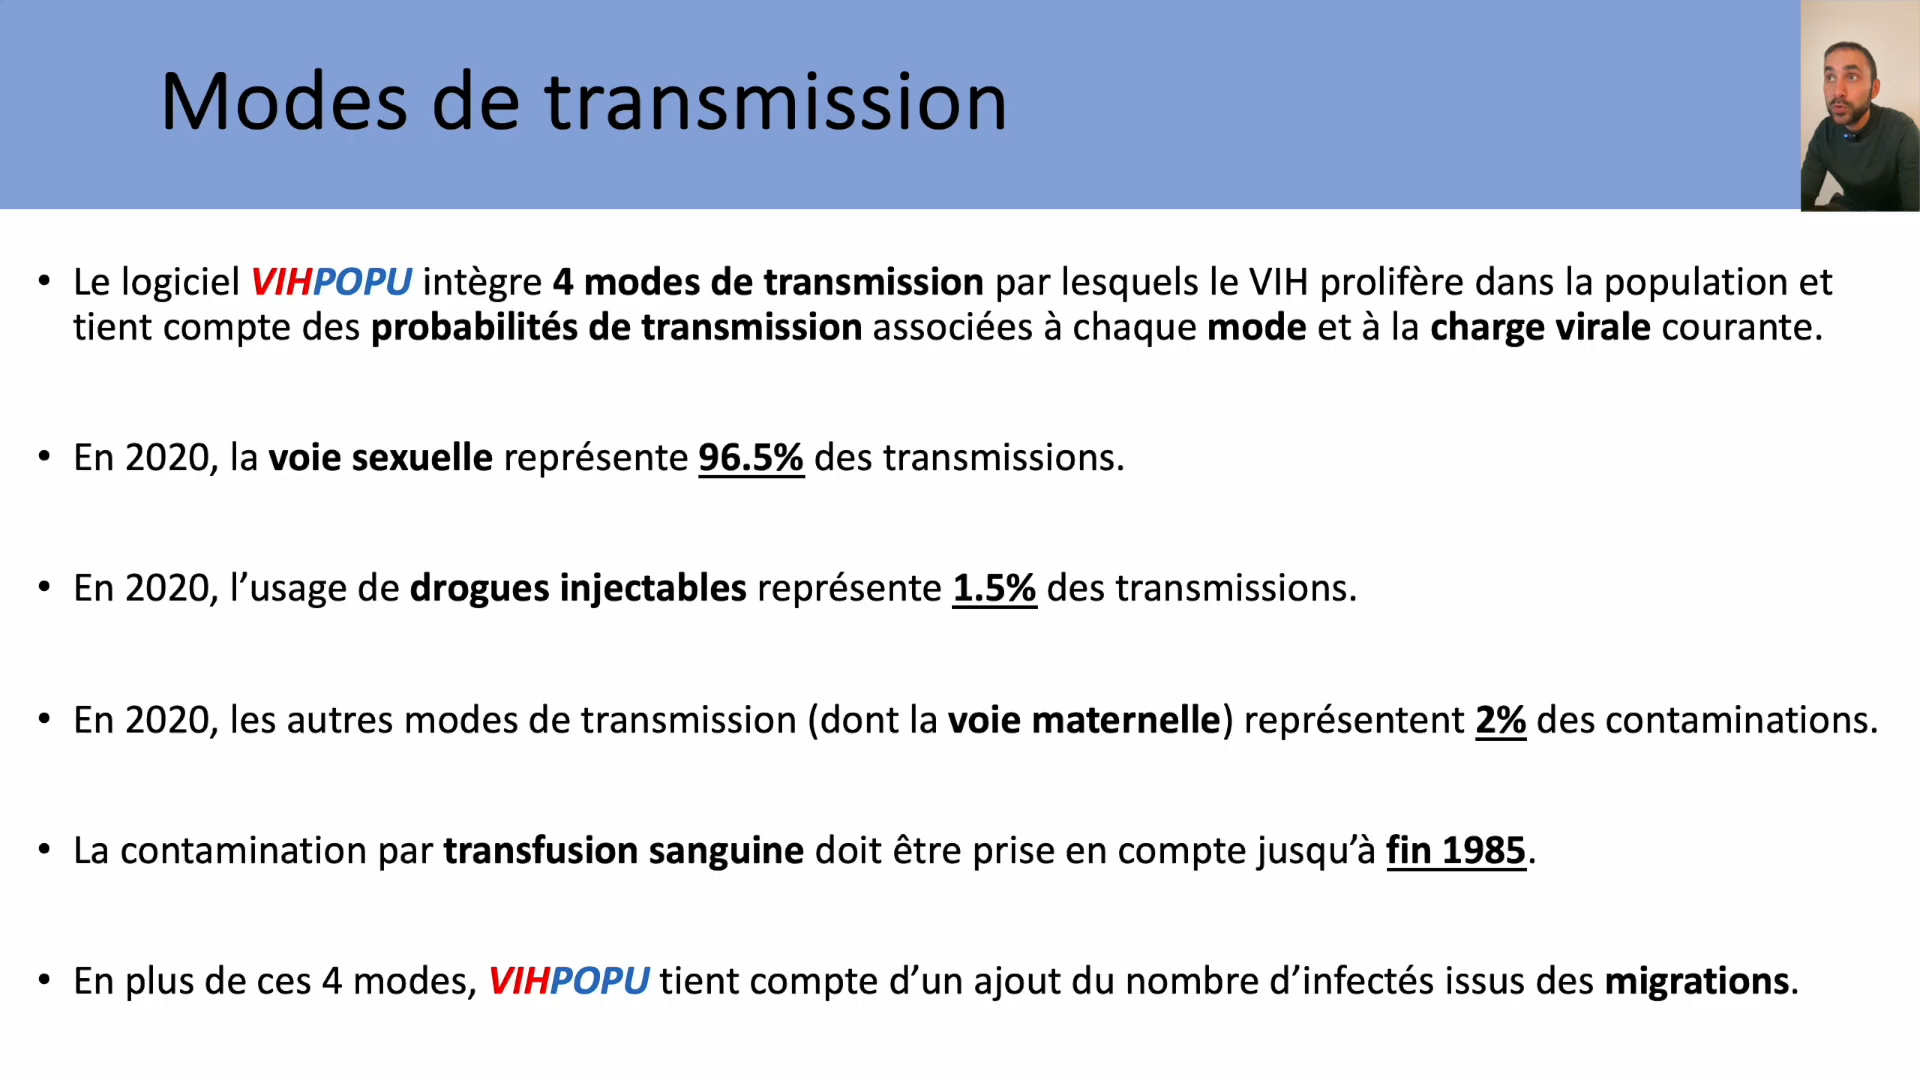 Modes de transmission
• Le logiciel VIHPOPU intègre 4 modes de transmission par lesquels le VIH prolifère dans la population et
tient compte des probabilités de transmission associées à chaque mode et à la charge virale courante.
• En 2020, la voie sexuelle représente 96.5% des transmissions.
• En 2020, l’usage de drogues injectables représente 1.5% des transmissions.
• En 2020, les autres modes de transmission (dont la voie maternelle) représentent 2% des contaminations.
• La contamination par transfusion sanguine doit être prise en compte jusqu’à fin 1985.
• En plus de ces 4 modes, VIHPOPU tient compte d’un ajout du nombre d’infectés issus des migrations.